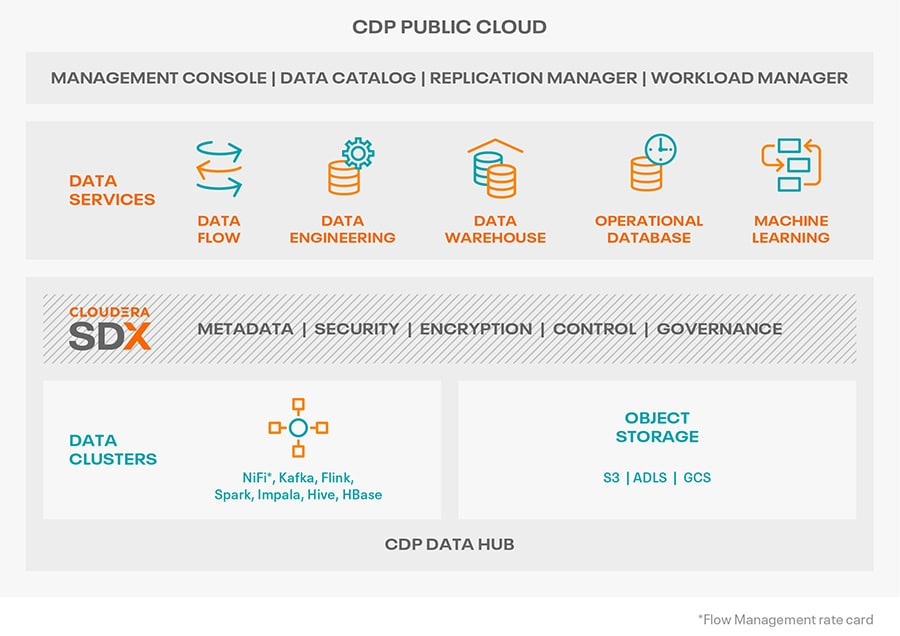 CDP PUBLIC CLOUD
MANAGEMENT CONSOLE | DATA CATALOG | REPLICATION MANAGER | WORKLOAD MANAGER
DATA
SERVICES
DATA
FLOW
DATA
ENGINEERING
DATA
WAREHOUSE
OPERATIONAL
DATABASE
MACHINE
LEARNING
CLOUDERA
SDX
METADATA | SECURITY | ENCRYPTION | CONTROL | GOVERNANCE
DATA
CLUSTERS
NiFi*, Kafka, Flink,
Spark, Impala, Hive, HBase
OBJECT
STORAGE
S3 | ADLS | GCS
CDP DATA HUB
*Flow Management rate card